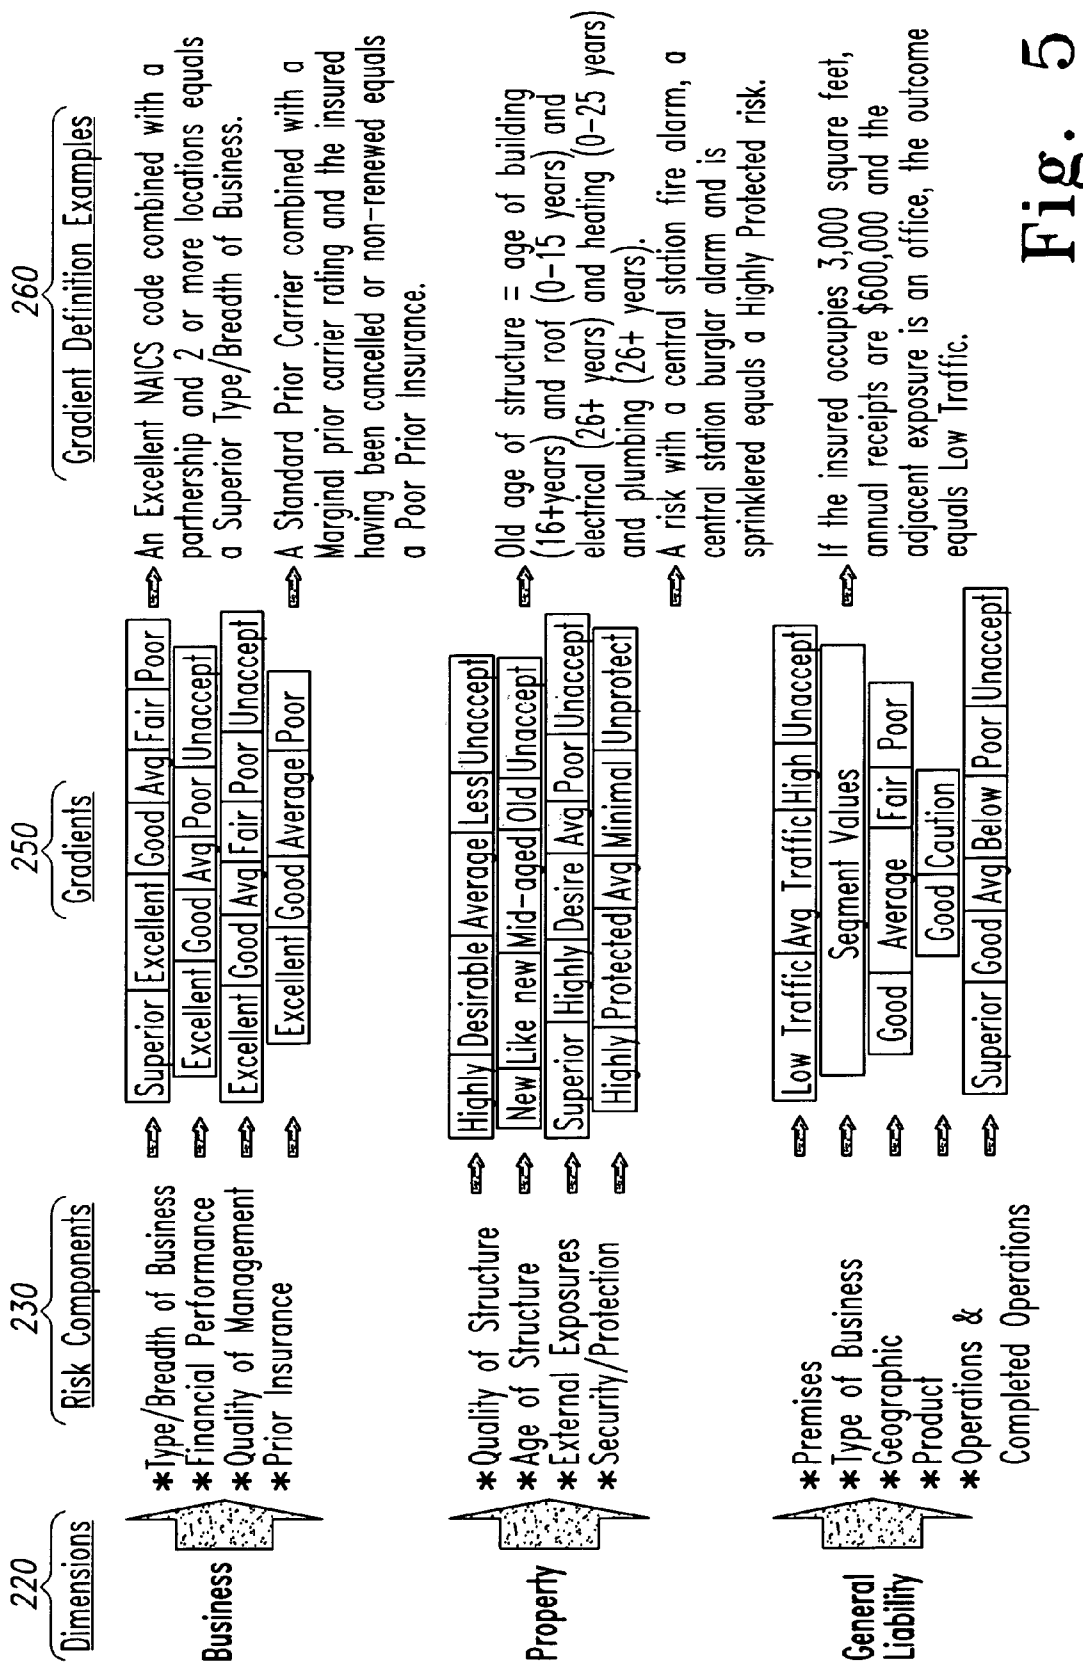 220
Dimensions
230
Risk Components
250
Gradients
260
Gradient Definition Examples
Business
*Type/Breadth of Business
*Financial Performance
*Quality of Management
*Prior Insurance
Superior Excellent Good Avg Fair Poor
Excellent Good Avg Poor Unaccept
Excellent Good Avg Fair Poor Unaccept
Excellent Good Average Poor
An Excellent NAICS code combined with a
partnership and 2 or more locations equals
a Superior Type/Breadth of Business.
A Standard Prior Carrier combined with a
Marginal prior carrier rating and the insured
having been cancelled or non-renewed equals
a Poor Prior Insurance.
Property
*Quality of Structure
*Age of Structure
*External Exposures
*Security/Protection
Highly Desirable Average Less Unaccept
New Like new Mid-aged Old Unaccept
Superior Highly Desire Avg Poor Unaccept
Highly Protected Avg Minimal Unprotect
Old age of structure = age of building
(16+years) and roof (0-15 years) and
electrical (26+ years) and heating (0-25 years)
and plumbing (26+ years).
A risk with a central station fire alarm, a
central station burglar alarm and is
sprinklered equals a Highly Protected risk.
General
Liability
*Premises
*Type of Business
*Geographic
*Product
*Operations &
Completed Operations
Low Traffic Avg Traffic High Unaccept
Segment Values
Good Average Fair Poor
Good Caution
Superior Good Avg Below Poor Unaccept
If the insured occupies 3,000 square feet,
annual receipts are $600,000 and the
adjacent exposure is an office, the outcome
equals Low Traffic.
Fig. 5